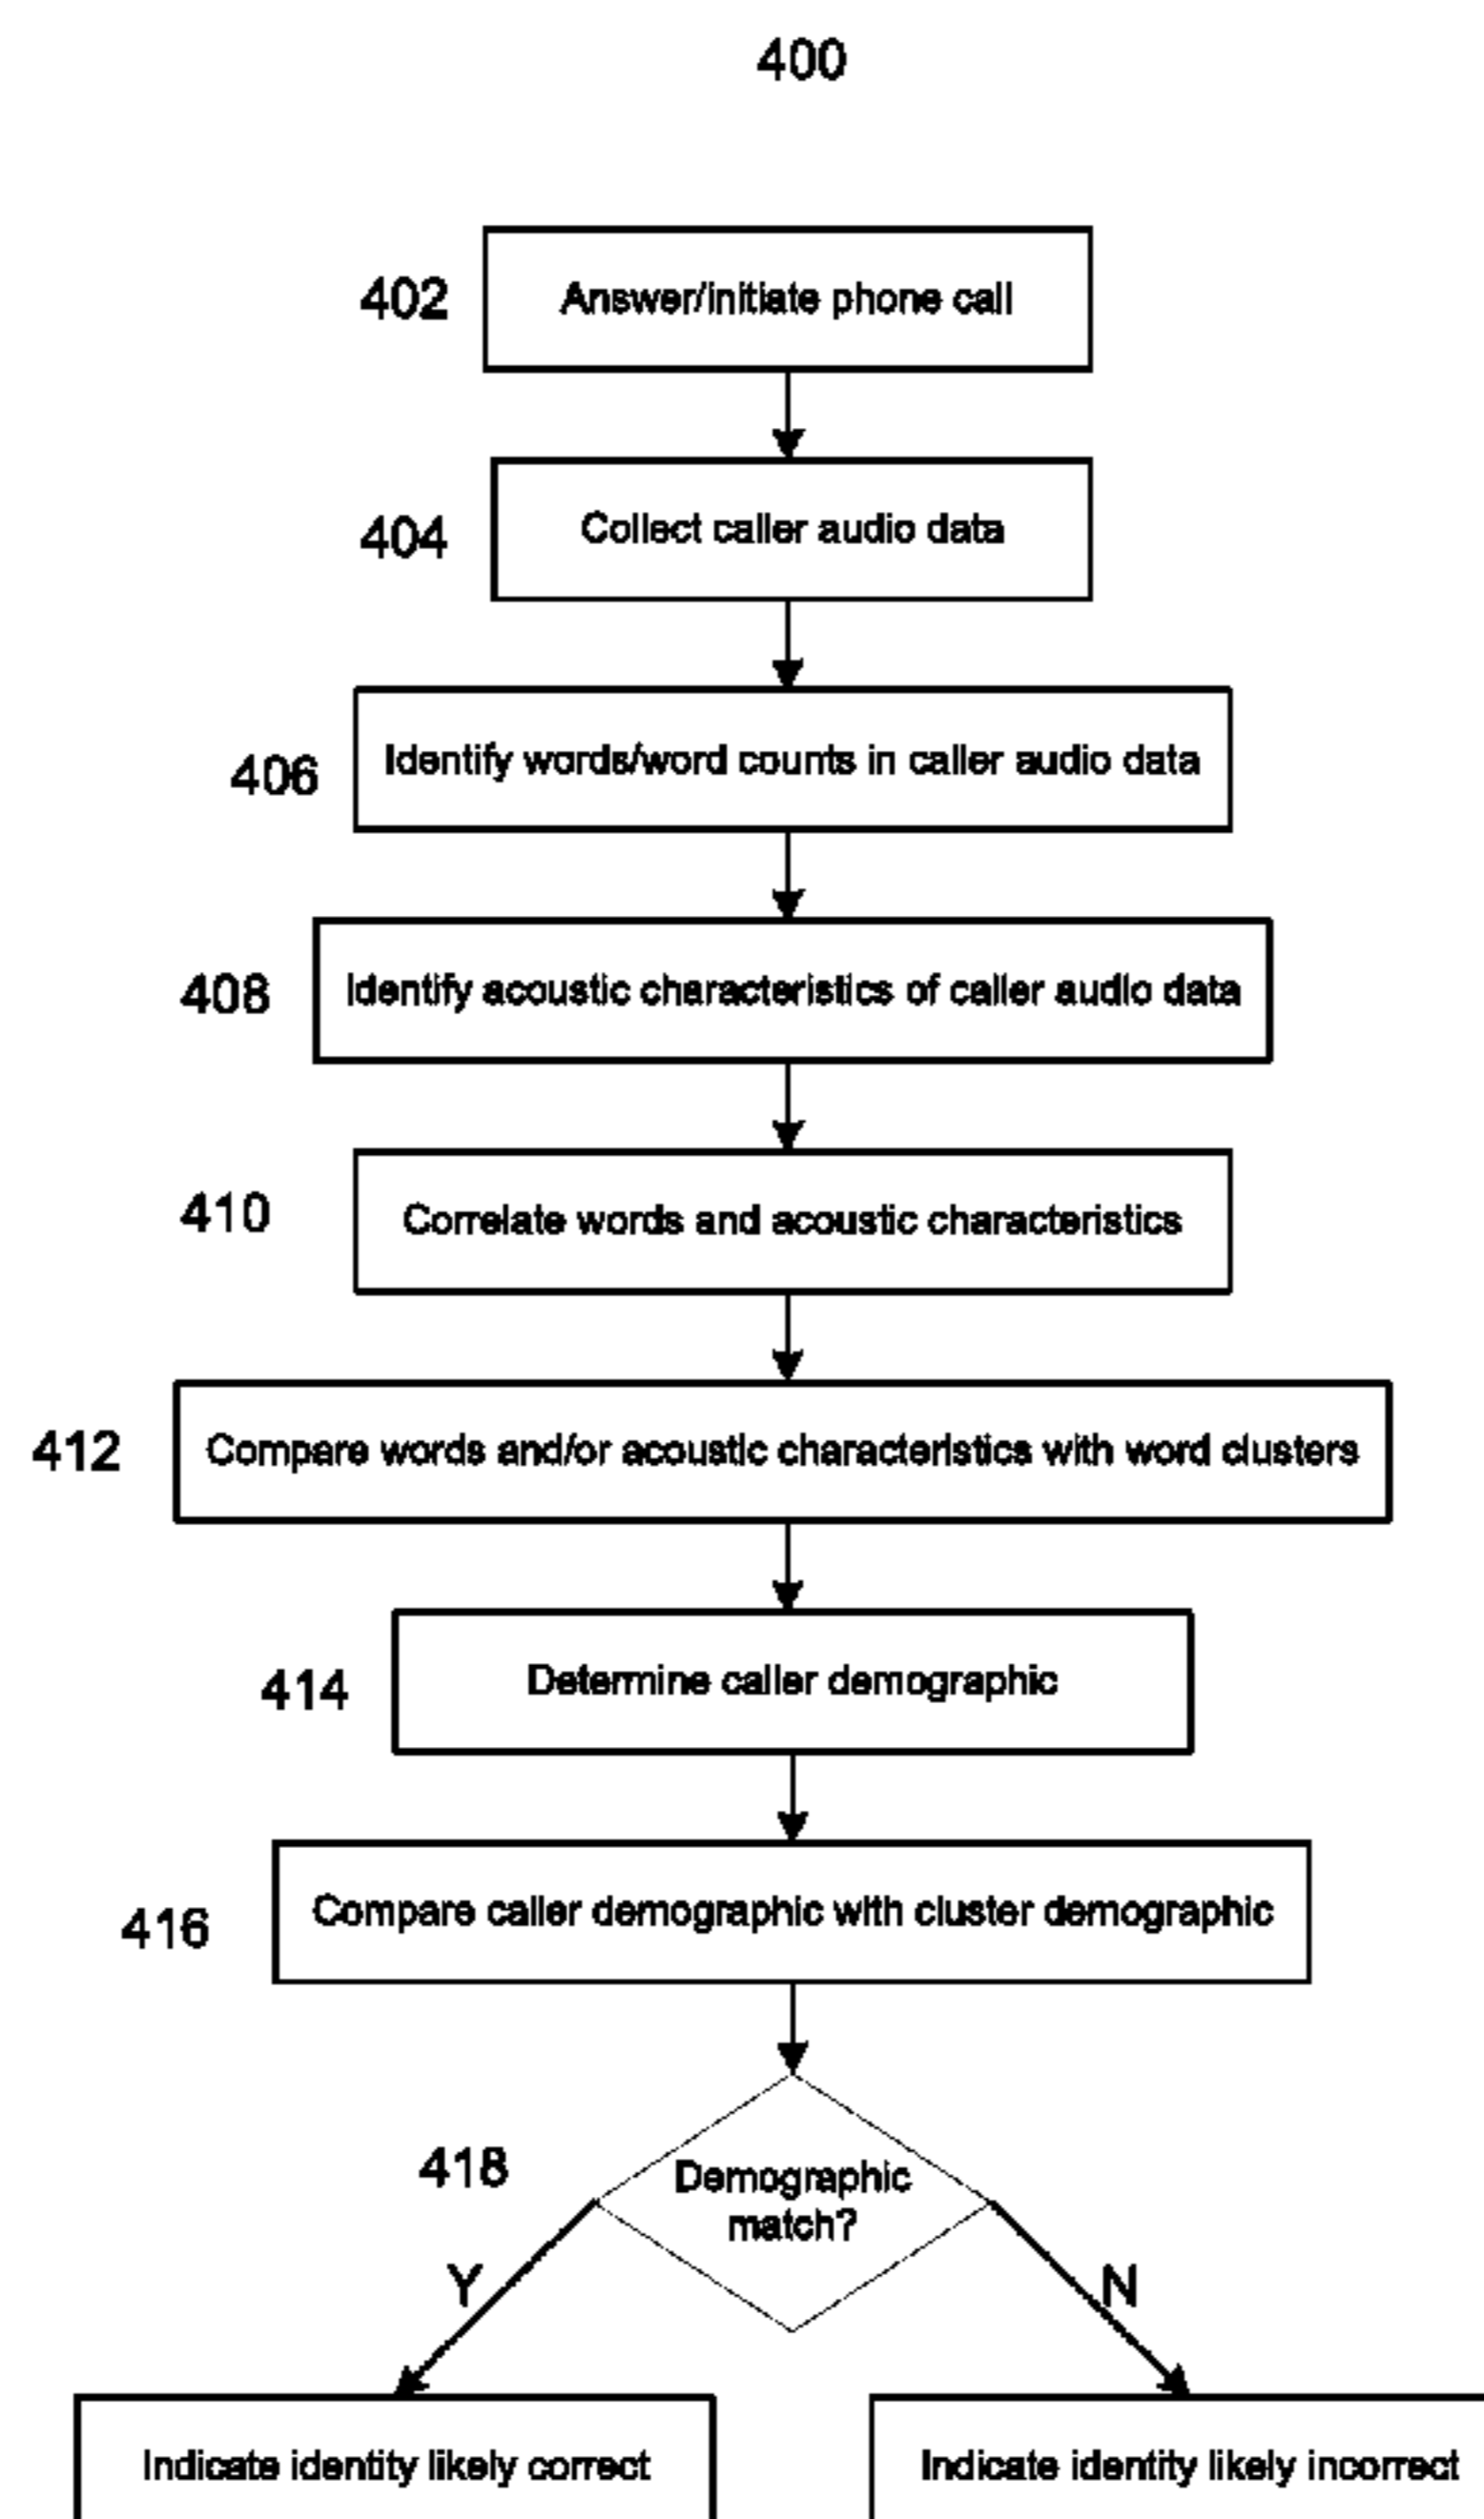 400
402
Answer/initiate phone call
404
Collect caller audio data
406
Identify words/word counts in caller audio data
408
Identify acoustic characteristics of caller audio data
410
Correlate words and acoustic characteristics
412
Compare words and/or acoustic characteristics with word clusters
414
Determine caller demographic
416
Compare caller demographic with cluster demographic
418
Demographic
match?
Y
N
Indicate identity likely correct
Indicate identity likely incorrect